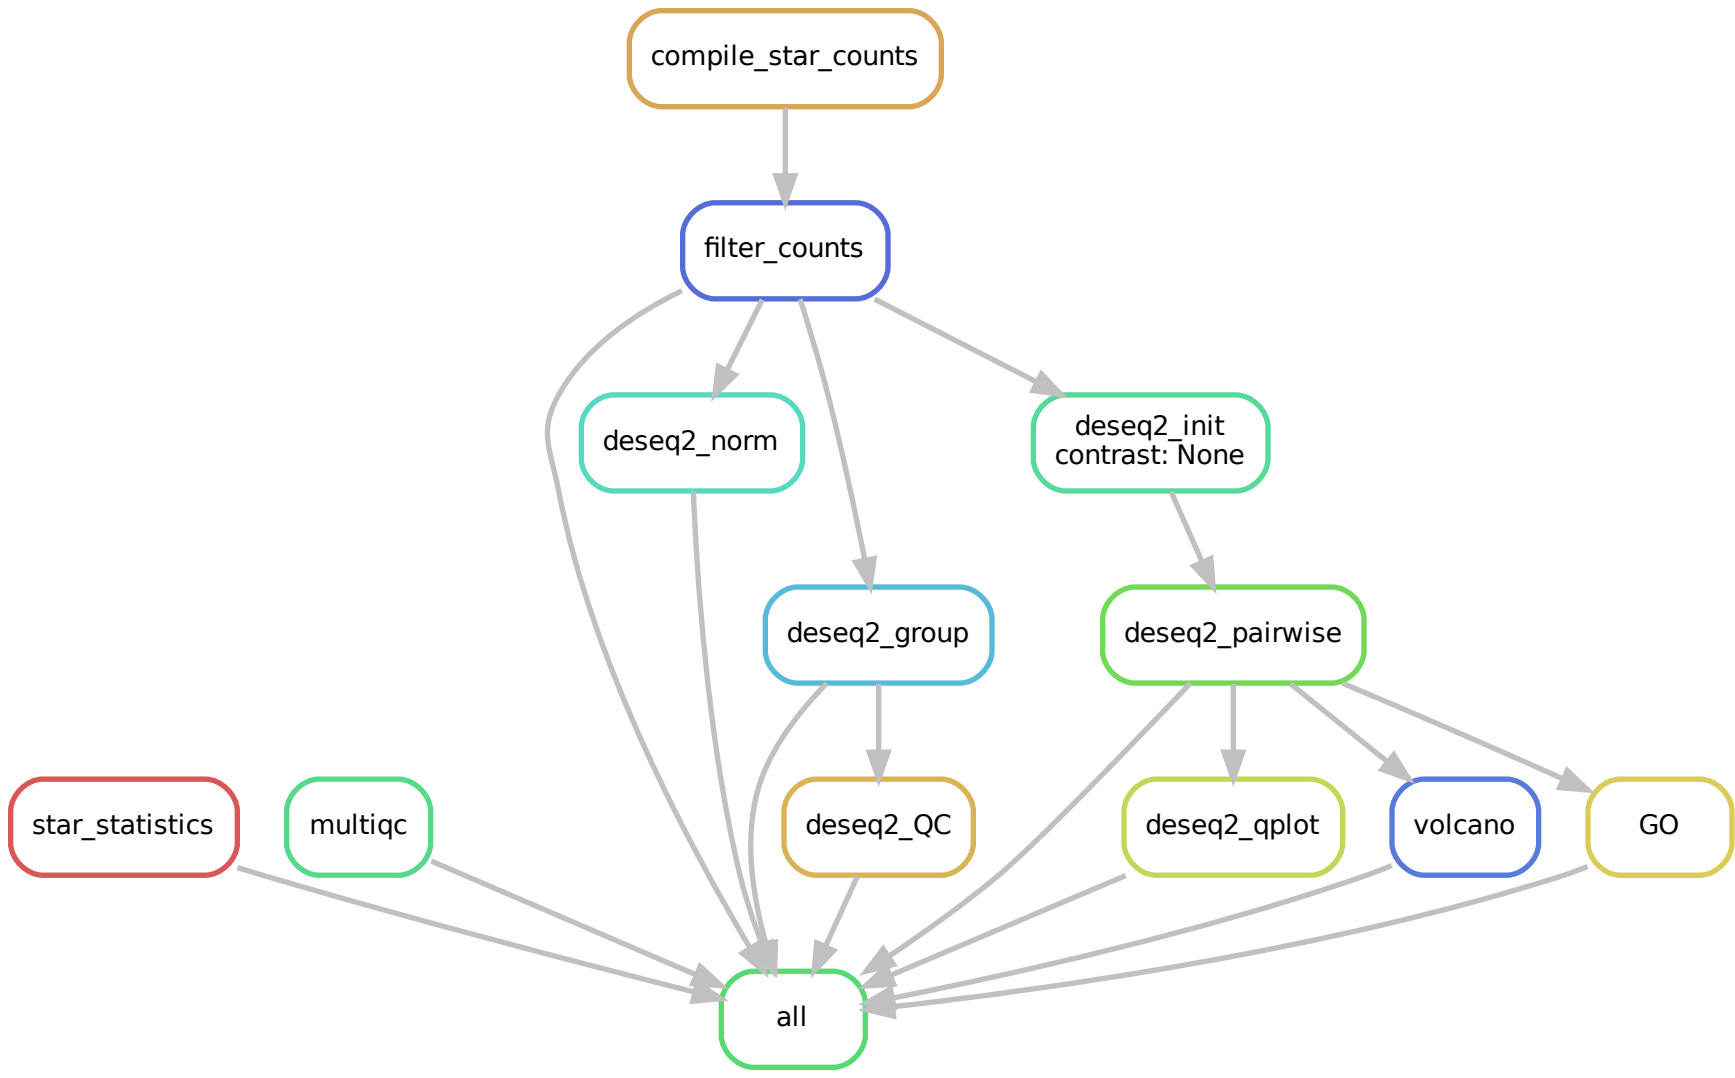 compile_star_counts
filter_counts
deseq2_norm
deseq2_init
contrast: None
deseq2_group
deseq2_pairwise
star_statistics
multiqc
deseq2_QC
deseq2_qplot
volcano
GO
all